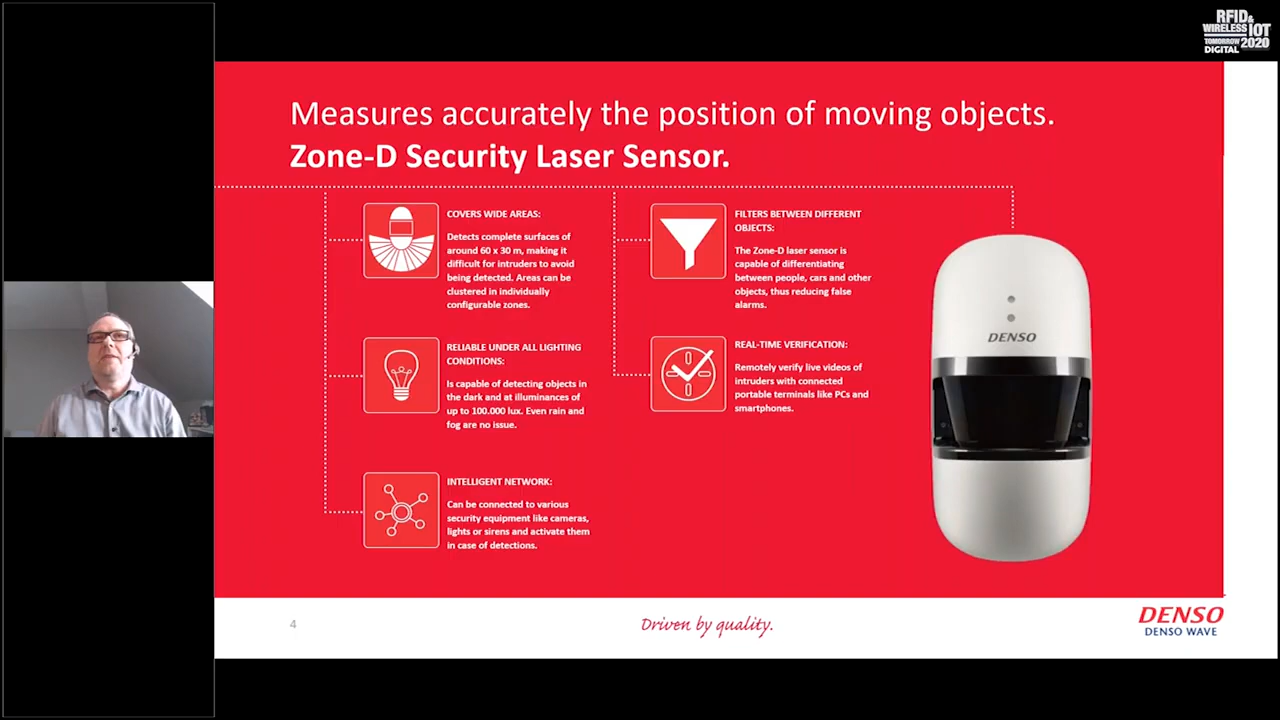 RFID&
WIRELESS IOT
TOMORROW 2020
DIGITAL
Measures accurately the position of moving objects.
Zone-D Security Laser Sensor.
COVERS WIDE AREAS:
Detects complete surfaces of
around 60 x 30 m, making it
difficult for intruders to avoid
being detected. Areas can be
clustered in individually
configurable zones.
RELIABLE UNDER ALL LIGHTING
CONDITIONS:
Is capable of detecting objects in
the dark and at illuminances of
up to 100.000 lux. Even rain and
fog are no issue.
INTELLIGENT NETWORK:
Can be connected to various
security equipment like cameras,
lights or sirens and activate them
in case of detections.
FILTERS BETWEEN DIFFERENT
OBJECTS:
The Zone-D laser sensor is
capable of differentiating
between people, cars and other
objects, thus reducing false
alarms.
REAL-TIME VERIFICATION:
Remotely verify live videos of
intruders with connected
portable terminals like PCs and
smartphones.
DENSO
4
Driven by quality.
DENSO
DENSO WAVE